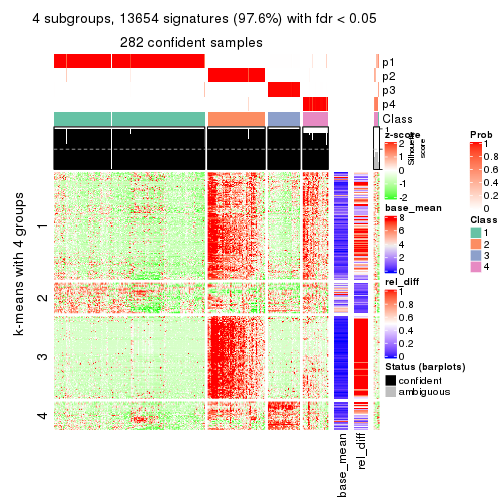 4 subgroups, 13654 signatures (97.6%) with fdr < 0.05
282 confident samples
p1
p2
p3
p4
Class
1
Silhouette
score
k-means with 4 groups
1
2
3
4
base_mean
rel_diff
z-score
2
1
0
-1
-2
base_mean
8
6
4
2
0
rel_diff
1
0.8
0.6
0.4
0.2
0
Status (barplots)
confident
ambiguous
Prob
1
0.8
0.6
0.4
0.2
0
Class
1
2
3
4